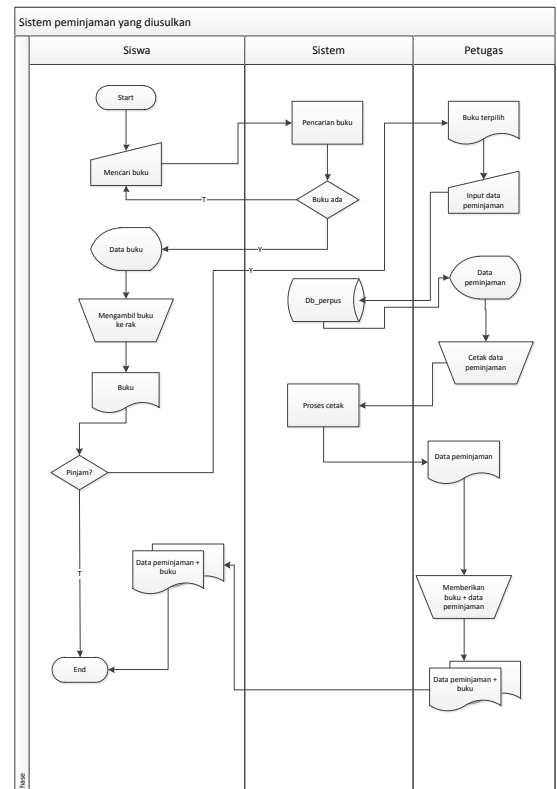 Sistem peminjaman yang diusulkan
Siswa
Sistem
Petugas
Start
Mencari buku
Pencarian buku
Buku ada
T
Y
Data buku
Mengambil buku
ke rak
Buku
Pinjam?
Y
T
Buku terpilih
Input data
peminjaman
Db_perpus
Data
peminjaman
Cetak data
peminjaman
Proses cetak
Data peminjaman
Memberikan
buku + data
peminjaman
Data peminjaman +
buku
Data peminjaman +
buku
End
hase